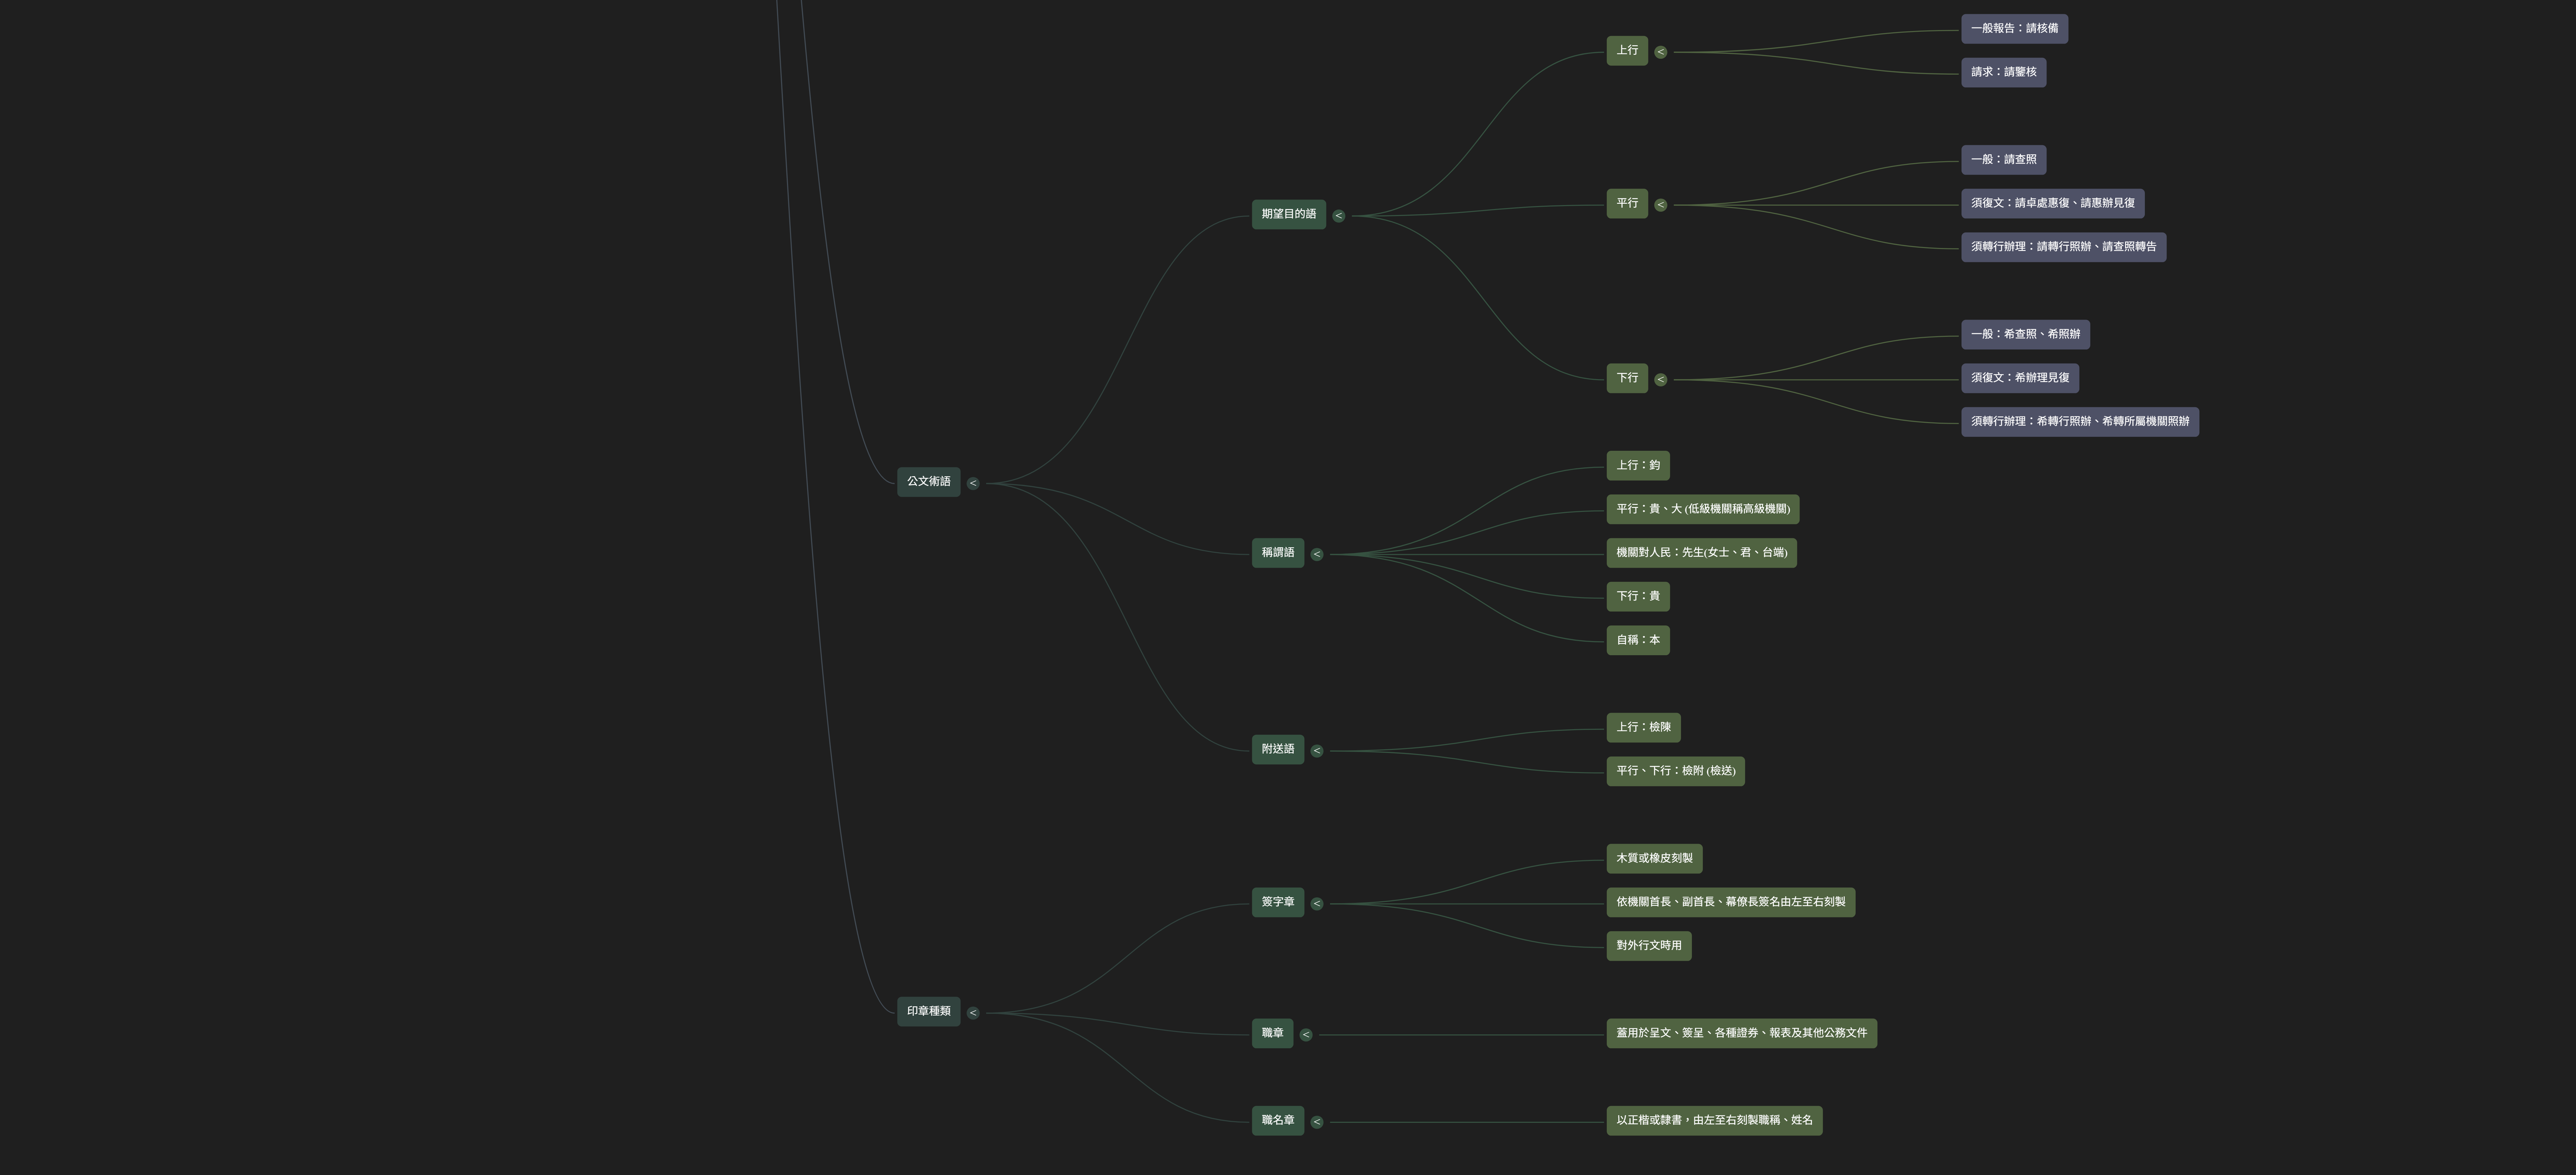 公文術語
期望目的語
上行
一般報告：請核備
請求：請鑒核
平行
一般：請查照
須復文：請卓處惠復、請惠辦見復
須轉行辦理：請轉行照辦、請查照轉告
下行
一般：希查照、希照辦
須復文：希辦理見復
須轉行辦理：希轉行照辦、希轉所屬機關照辦
稱謂語
上行：鈞
平行：貴、大 (低級機關稱高級機關)
機關對人民：先生(女士、君、台端)
下行：貴
自稱：本
附送語
上行：檢陳
平行、下行：檢附 (檢送)
印章種類
簽字章
木質或橡皮刻製
依機關首長、副首長、幕僚長簽名由左至右刻製
對外行文時用
職章
蓋用於呈文、簽呈、各種證券、報表及其他公務文件
職名章
以正楷或隸書，由左至右刻製職稱、姓名